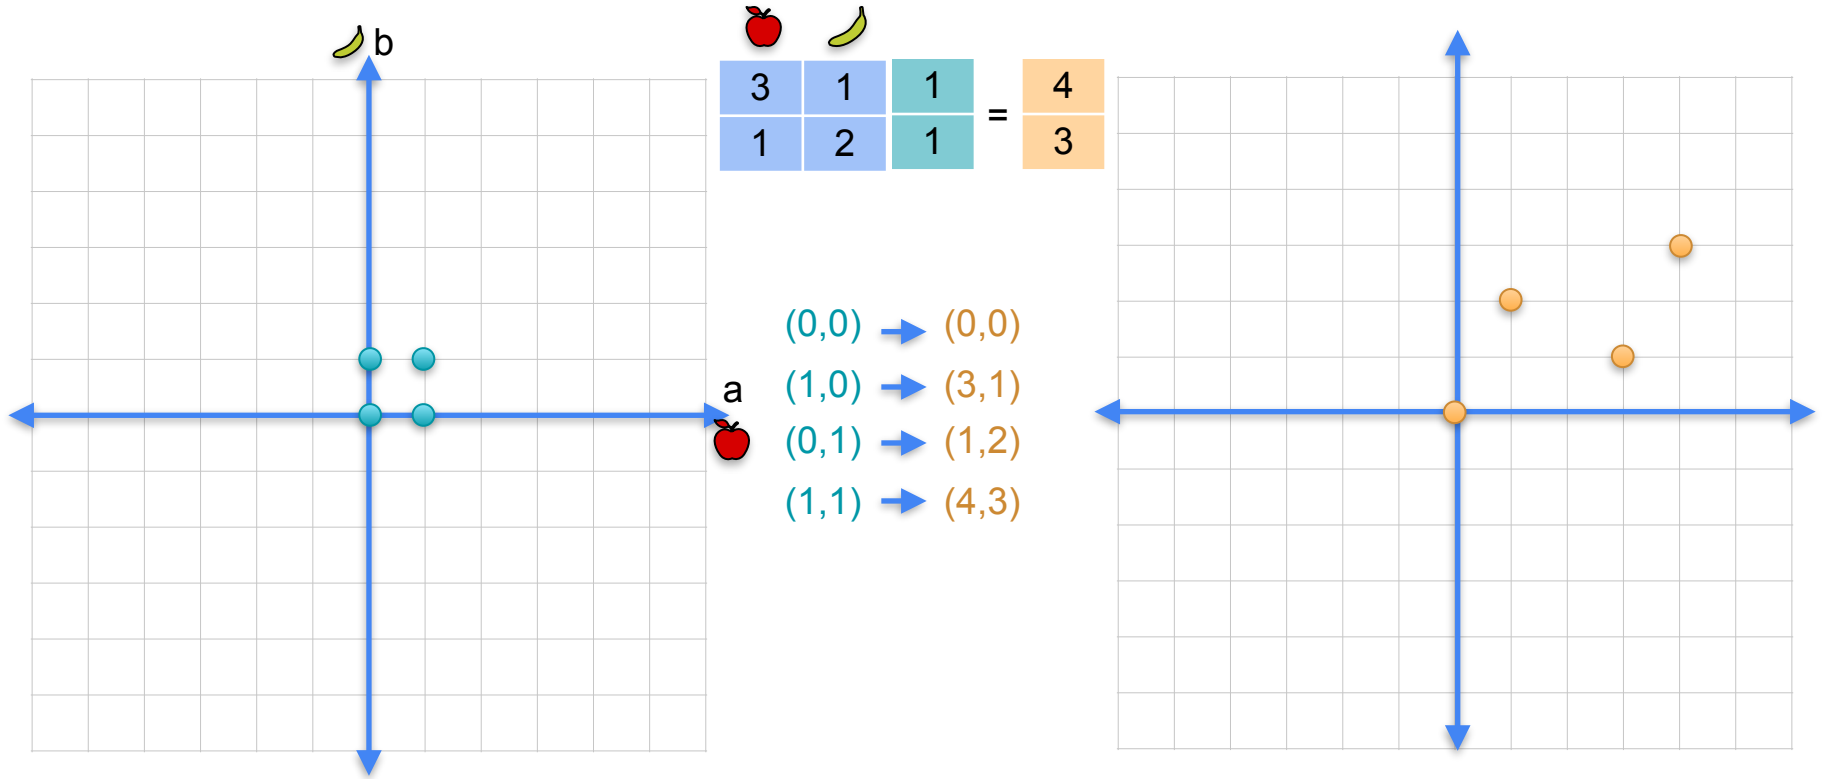 b
3 1 1 = 4
1 2 1 3
(0,0) (0,0)
a
(1,0) (3,1)
(0,1) (1,2)
(1,1) (4,3)